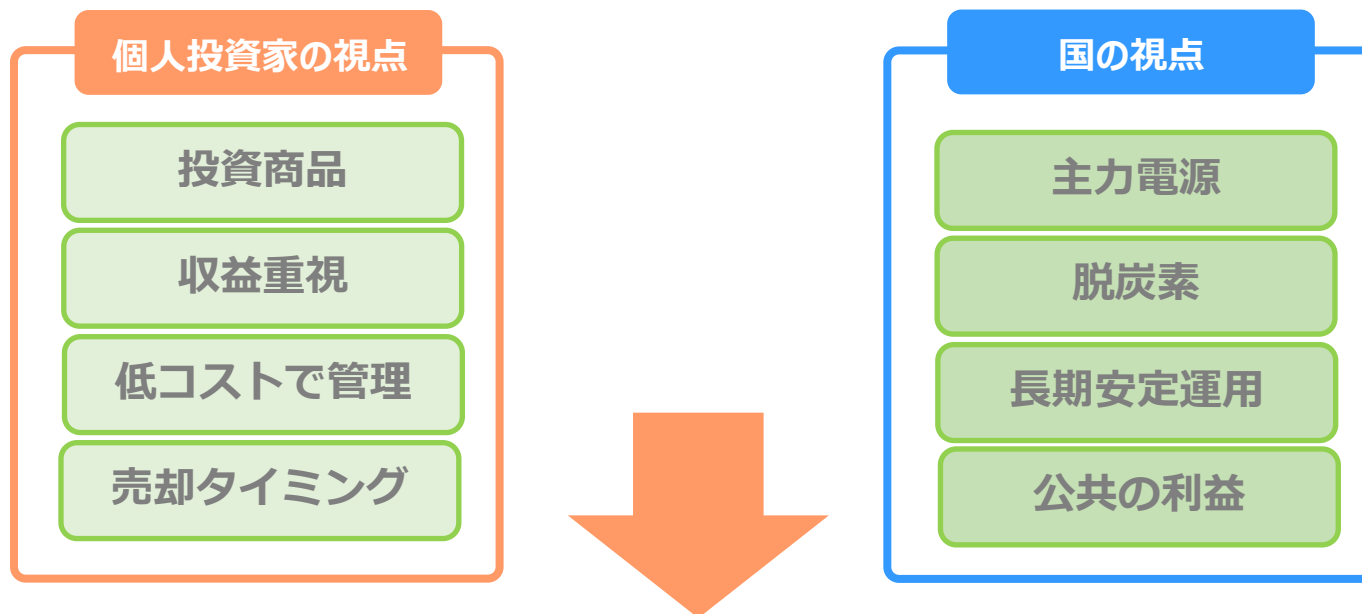 個人投資家の視点
投資商品
収益重視
低コストで管理
売却タイミング
国の視点
主力電源
脱炭素
長期安定運用
公共の利益